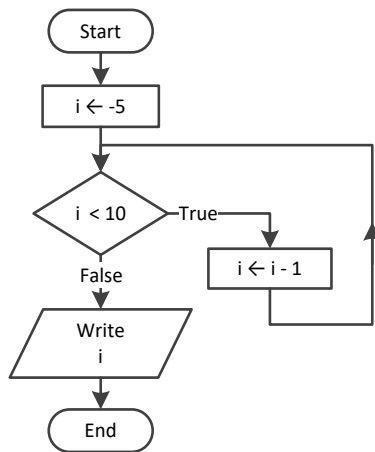 Start
i ← -5
i < 10
True
i ← i - 1
False
Write
i
End